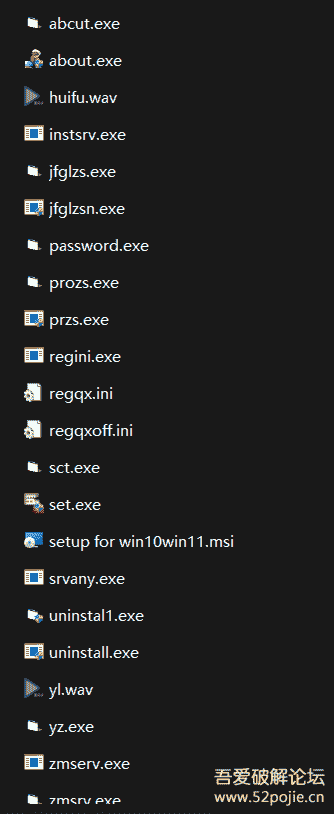 abcut.exe
about.exe
huifu.wav
instsrv.exe
jfglzs.exe
jfglzsn.exe
password.exe
prozs.exe
przs.exe
regini.exe
regqx.ini
regqxoff.ini
sct.exe
set.exe
setup for win10win11.msi
srvany.exe
uninstal1.exe
uninstall.exe
yl.wav
yz.exe
zmserv.exe
吾爱破解论坛
www.52pojie.cn
zmsrv.exe